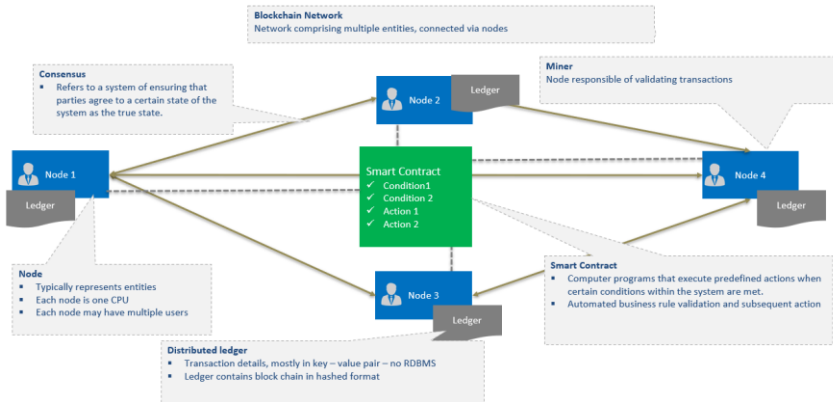 Blockchain Network
Network comprising multiple entities, connected via nodes
Consensus
▪ Refers to a system of ensuring that
parties agree to a certain state of the
system as the true state.
Miner
Node responsible of validating transactions
Node 2
Ledger
Node 1
Ledger
Smart Contract
✓ Condition1
✓ Condition 2
✓ Action 1
✓ Action 2
Node 4
Ledger
Node
▪ Typically represents entities
▪ Each node is one CPU
▪ Each node may have multiple users
Node 3
Ledger
Smart Contract
▪ Computer programs that execute predefined actions when
certain conditions within the system are met.
▪ Automated business rule validation and subsequent action
Distributed ledger
▪ Transaction details, mostly in key – value pair – no RDBMS
▪ Ledger contains block chain in hashed format